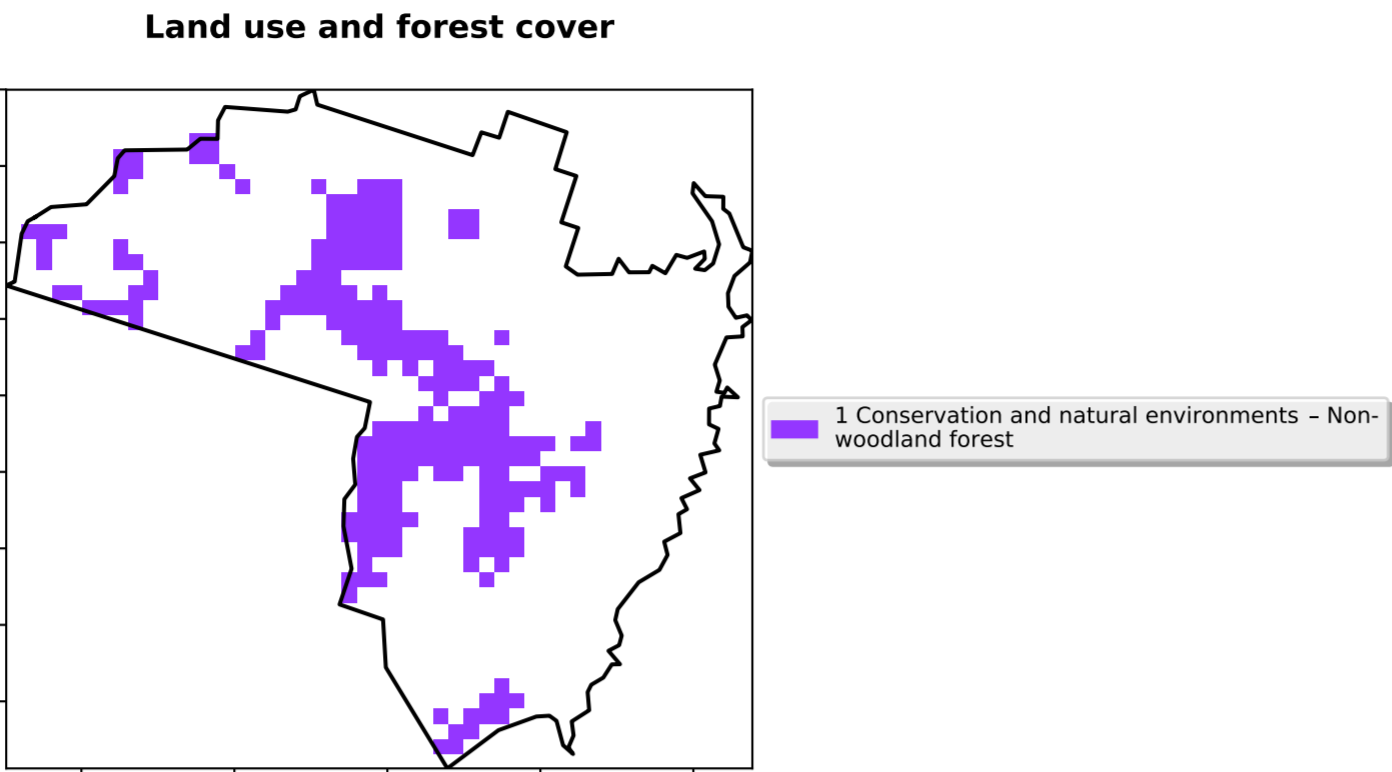 Land use and forest cover
1 Conservation and natural environments – Non-
woodland forest